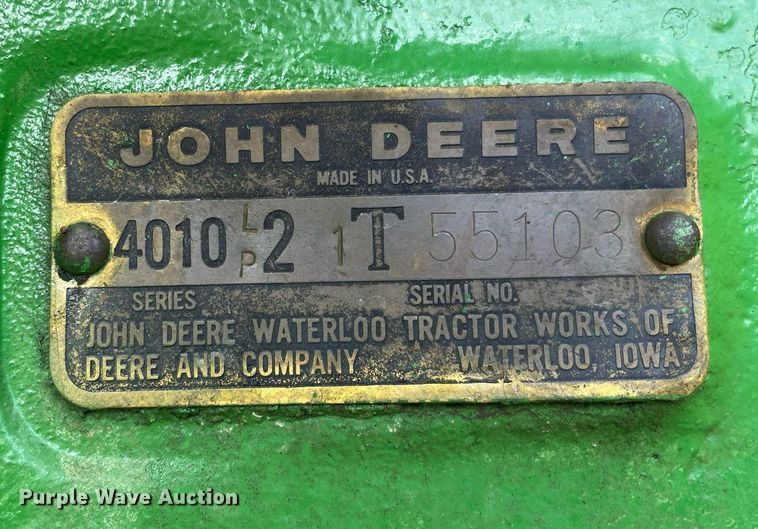 JOHN DEERE
MADE IN U.S.A.
4010 LP 2 1T 55103
SERIES SERIAL NO.
JOHN DEERE WATERLOO TRACTOR WORKS OF
DEERE AND COMPANY WATERLOO, IOWA
Purple Wave Auction